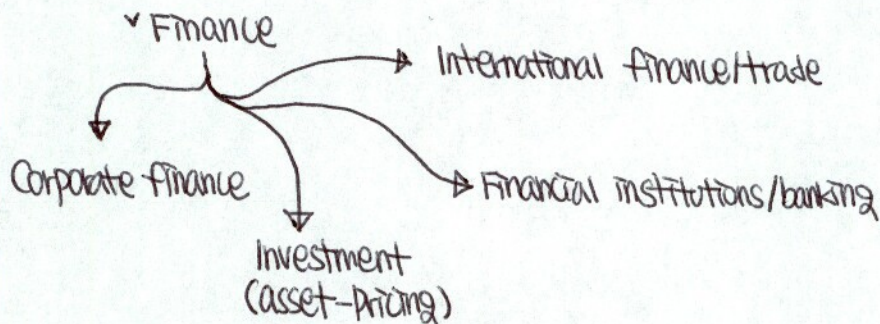 ✓ Finance
International finance/trade
Corporate finance
Financial institutions/banking
Investment
(asset-pricing)